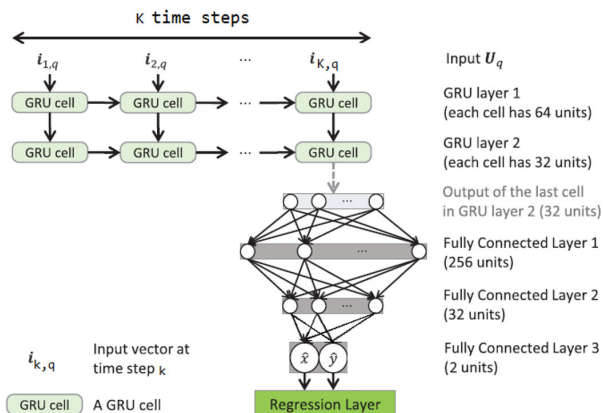 K time steps
i1,q i2,q ... iK,q Input Uq
GRU cell GRU cell ... GRU cell GRU layer 1
(each cell has 64 units)
GRU cell GRU cell ... GRU cell GRU layer 2
(each cell has 32 units)
... Output of the last cell
in GRU layer 2 (32 units)
... Fully Connected Layer 1
(256 units)
... Fully Connected Layer 2
(32 units)
ik,q Input vector at
time step k
x̂ ŷ Fully Connected Layer 3
(2 units)
GRU cell A GRU cell
Regression Layer